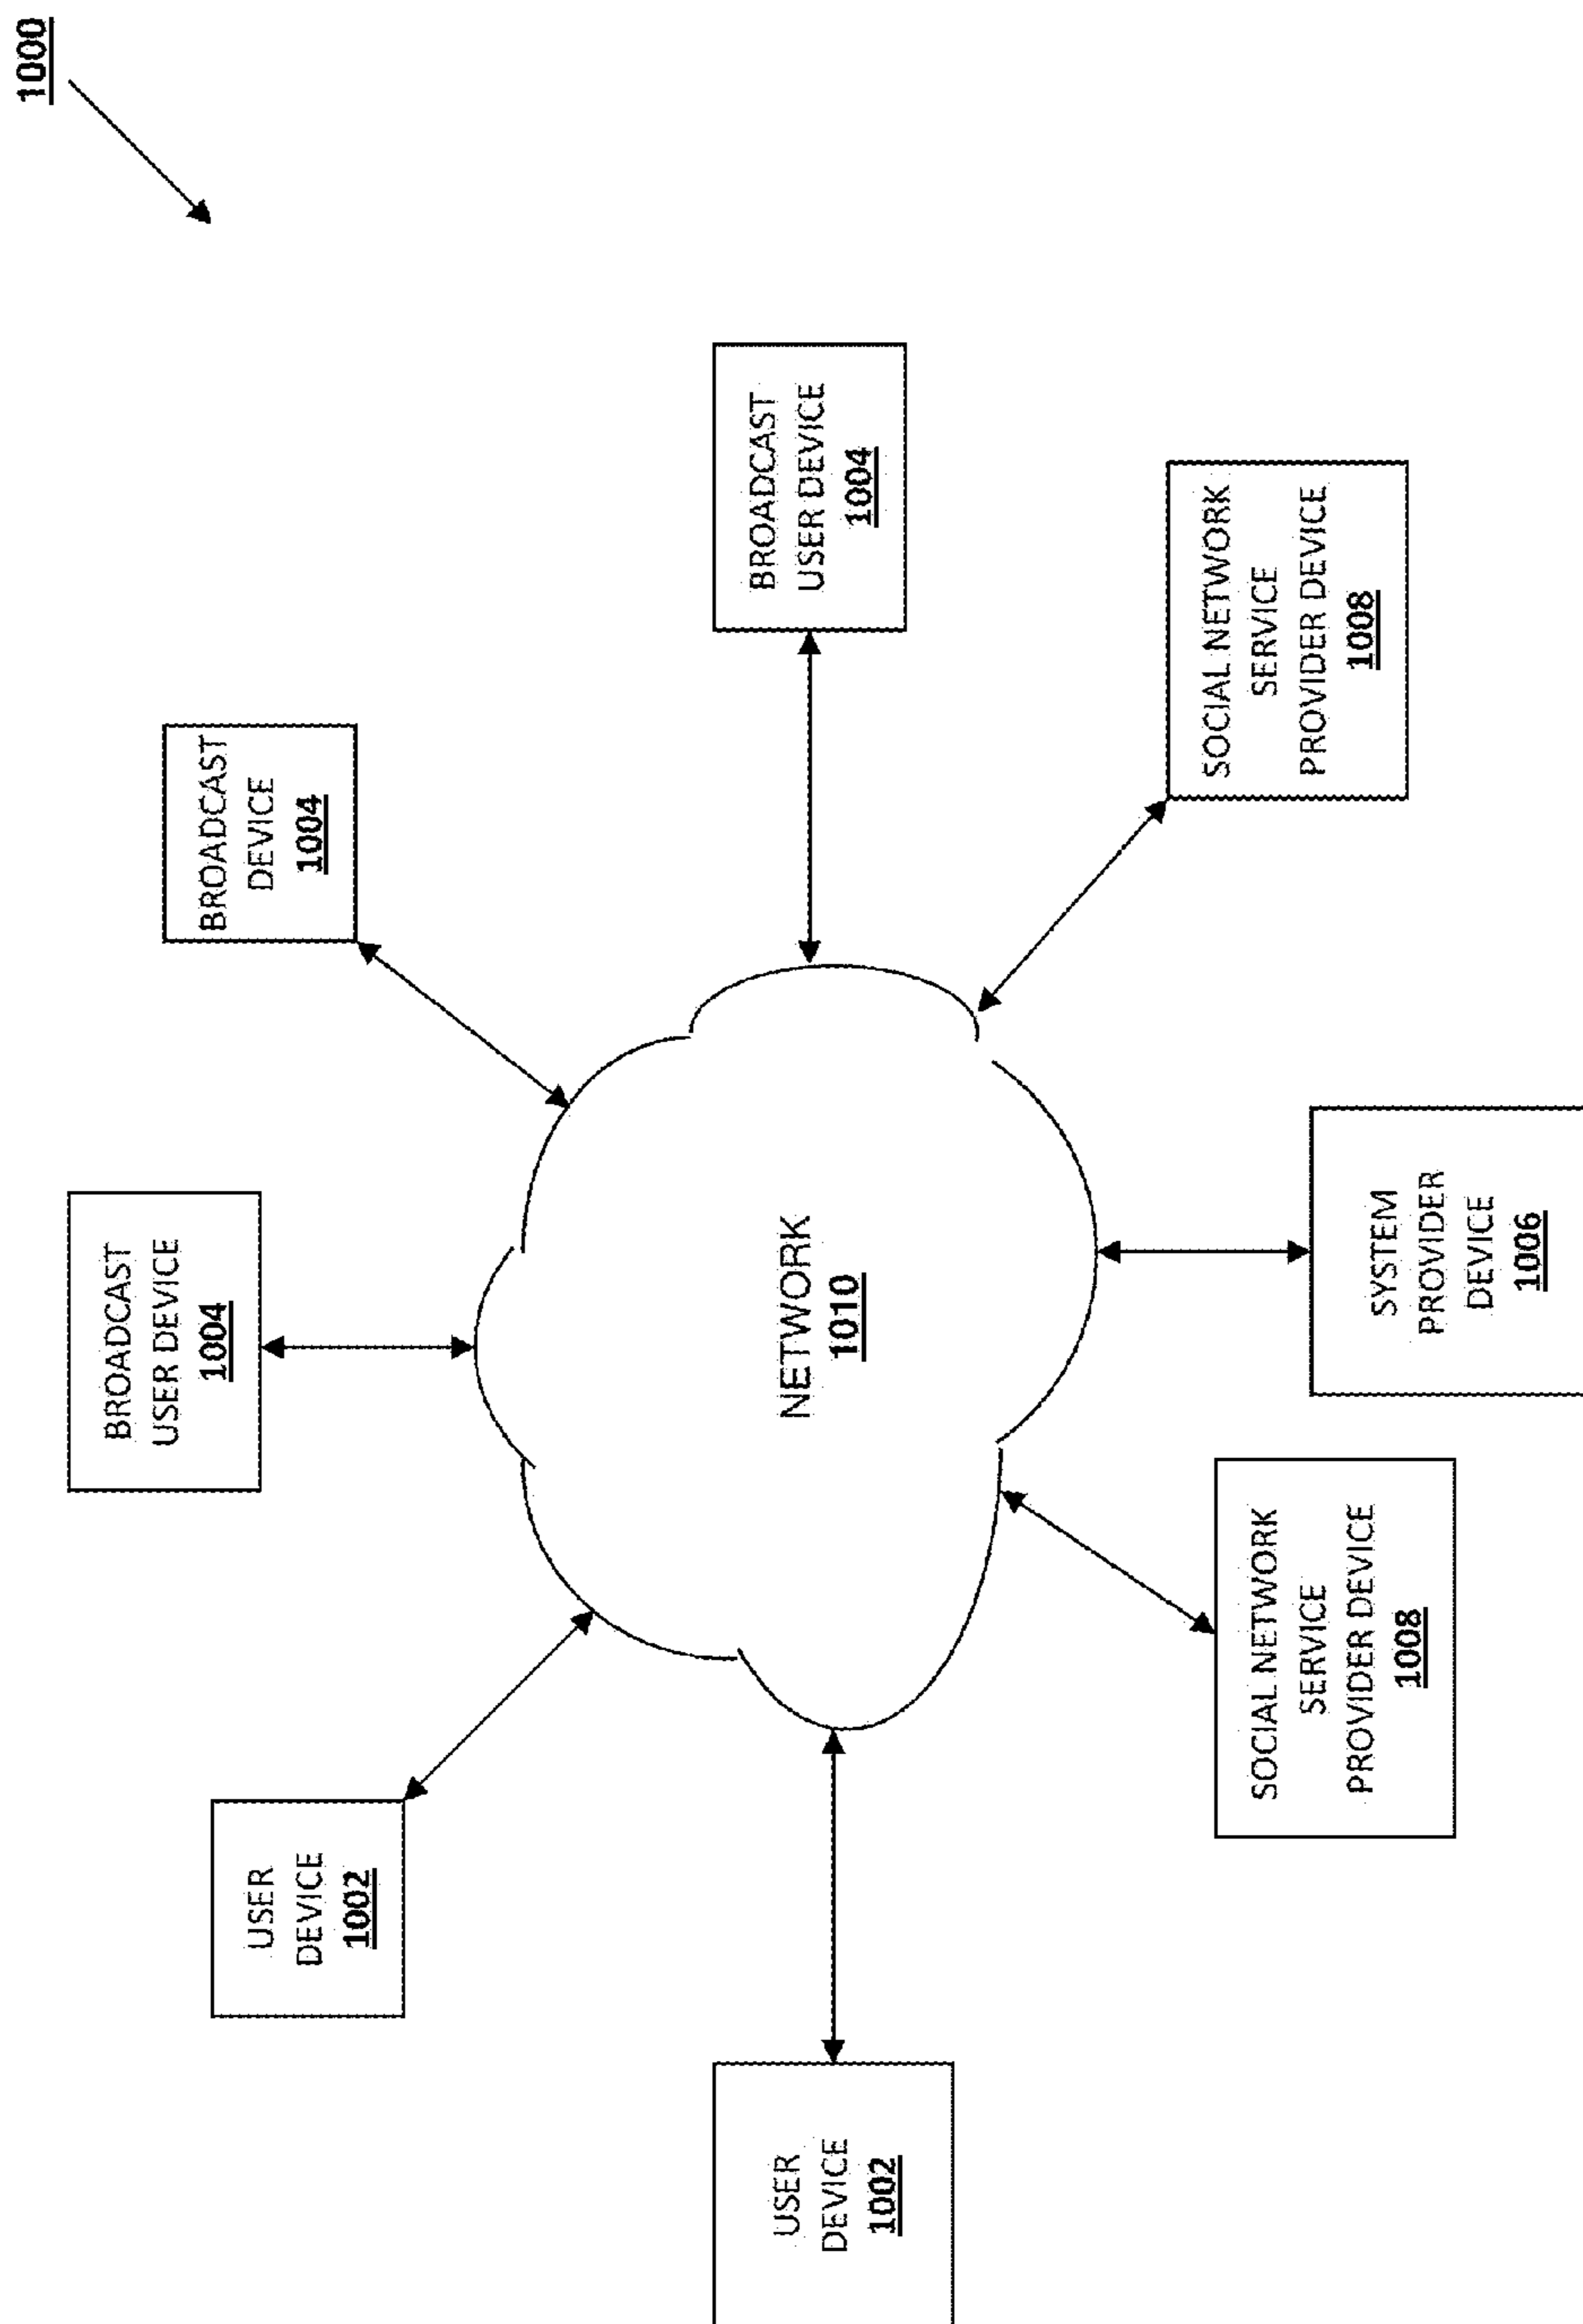 1000
BROADCAST
USER DEVICE
1004
BROADCAST
DEVICE
1004
USER
DEVICE
1002
BROADCAST
USER DEVICE
1004
NETWORK
1010
USER
DEVICE
1002
SOCIAL NETWORK
SERVICE
PROVIDER DEVICE
1008
SYSTEM
PROVIDER
DEVICE
1006
SOCIAL NETWORK
SERVICE
PROVIDER DEVICE
1008